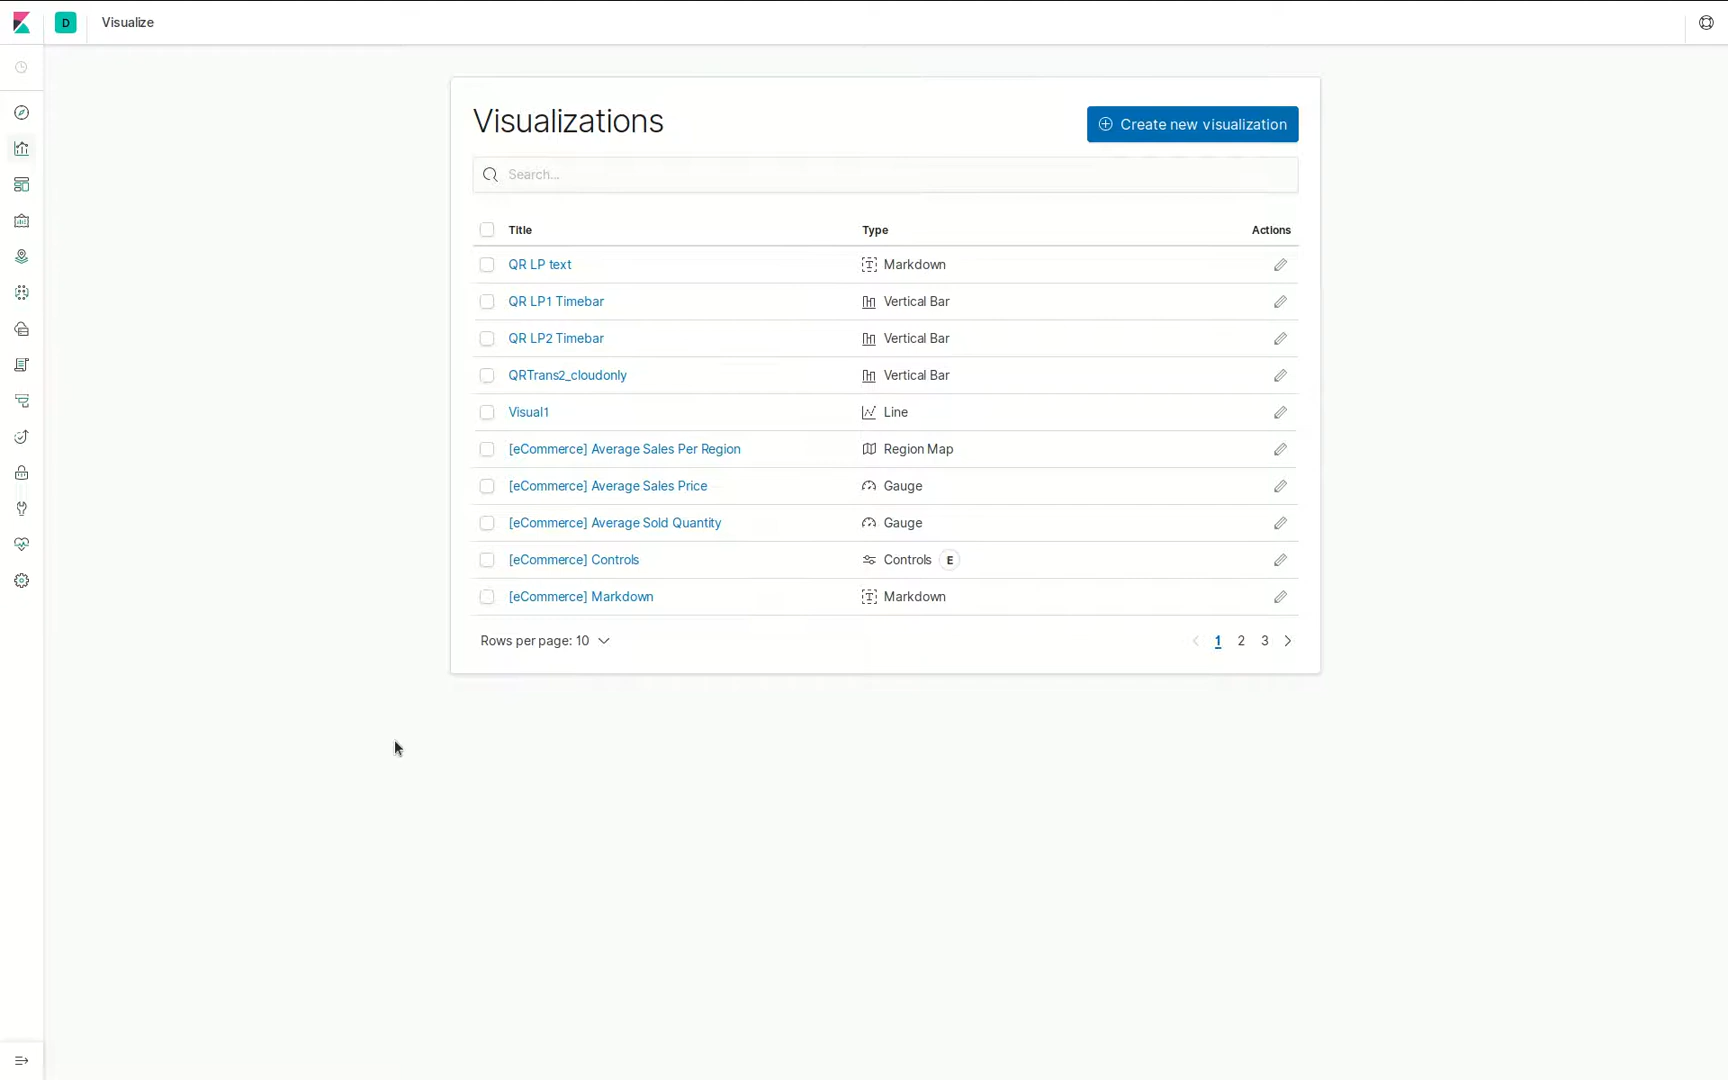 D Visualize
Visualizations
Create new visualization
Search...
Title Type Actions
QR LP text Markdown
QR LP1 Timebar Vertical Bar
QR LP2 Timebar Vertical Bar
QRTrans2_cloudonly Vertical Bar
Visual1 Line
[eCommerce] Average Sales Per Region Region Map
[eCommerce] Average Sales Price Gauge
[eCommerce] Average Sold Quantity Gauge
[eCommerce] Controls Controls E
[eCommerce] Markdown Markdown
Rows per page: 10 1 2 3